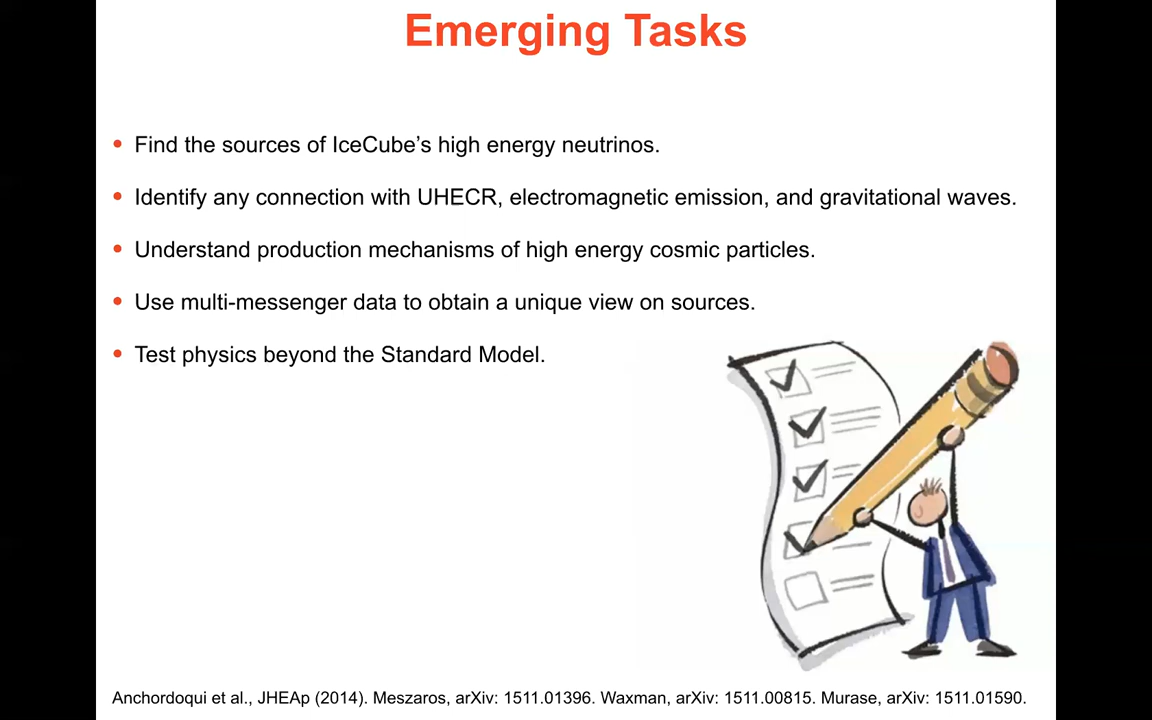 Emerging Tasks
• Find the sources of IceCube’s high energy neutrinos.
• Identify any connection with UHECR, electromagnetic emission, and gravitational waves.
• Understand production mechanisms of high energy cosmic particles.
• Use multi-messenger data to obtain a unique view on sources.
• Test physics beyond the Standard Model.
Anchordoqui et al., JHEAp (2014). Meszaros, arXiv: 1511.01396. Waxman, arXiv: 1511.00815. Murase, arXiv: 1511.01590.